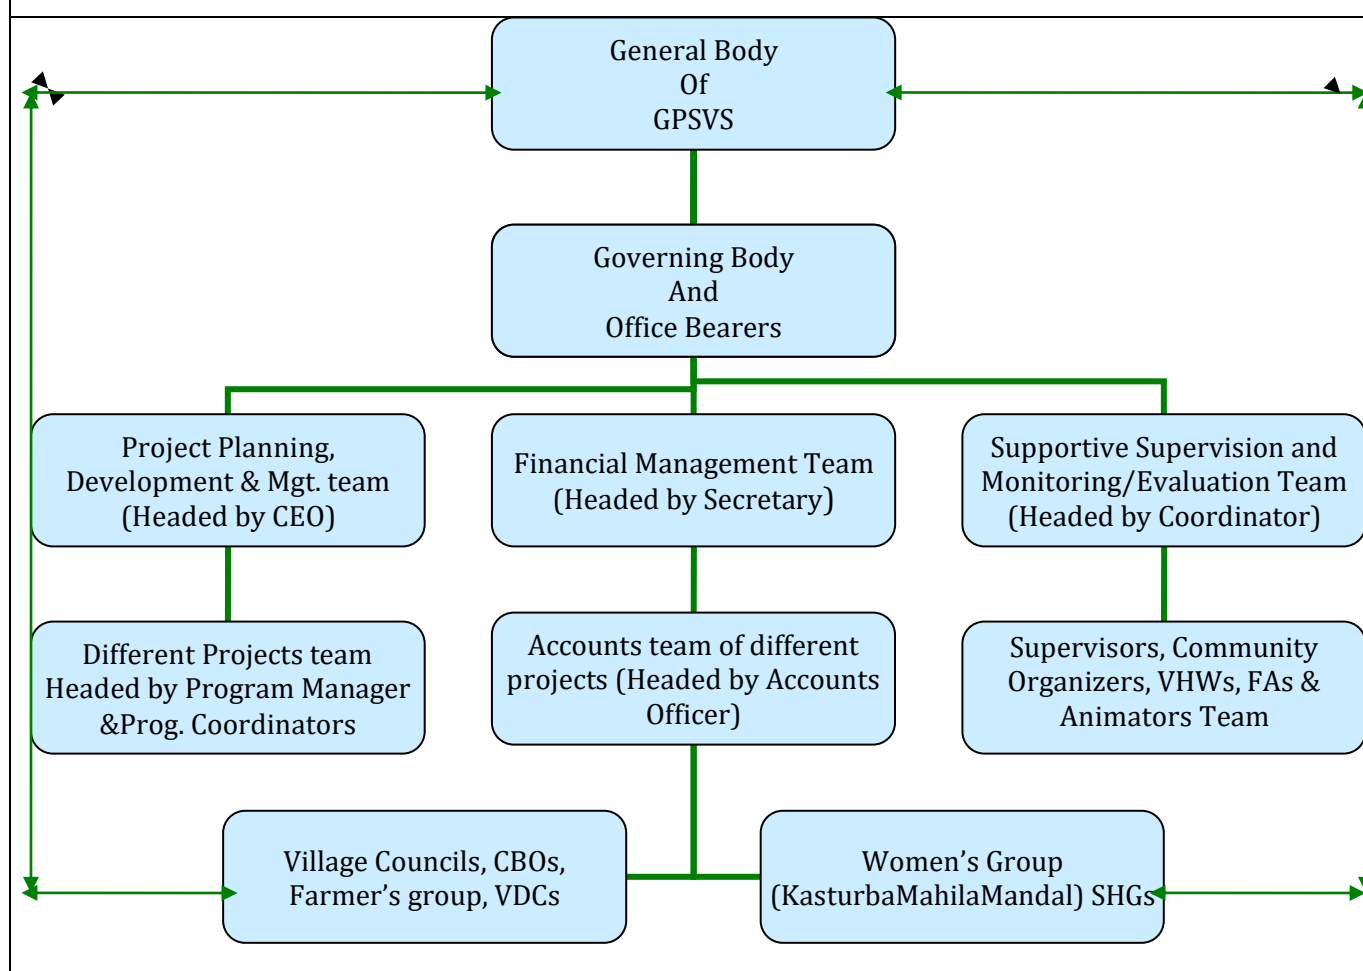 General Body
Of
GPSVS
Governing Body
And
Office Bearers
Project Planning,
Development & Mgt. team
(Headed by CEO)
Financial Management Team
(Headed by Secretary)
Supportive Supervision and
Monitoring/Evaluation Team
(Headed by Coordinator)
Different Projects team
Headed by Program Manager
&Prog. Coordinators
Accounts team of different
projects (Headed by Accounts
Officer)
Supervisors, Community
Organizers, VHWs, FAs &
Animators Team
Village Councils, CBOs,
Farmer’s group, VDCs
Women’s Group
(KasturbaMahilaMandal) SHGs